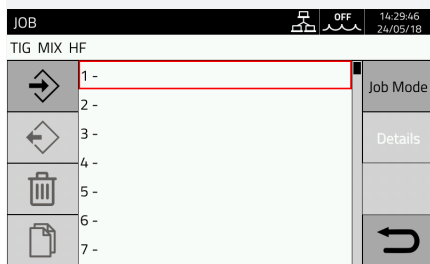 JOB
OFF
14:29:46
24/05/18
TIG MIX HF
1 -
Job Mode
2 -
3 -
Details
4 -
5 -
6 -
7 -